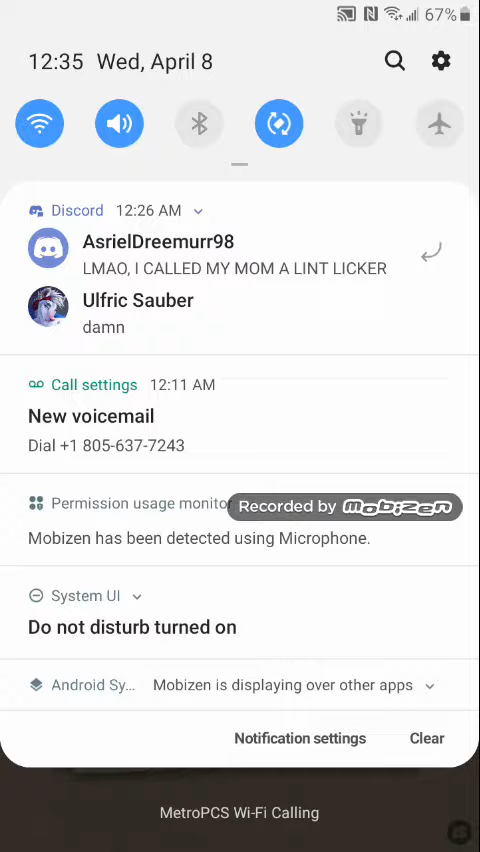 67%
12:35 Wed, April 8
Discord 12:26 AM
AsrielDreemurr98
LMAO, I CALLED MY MOM A LINT LICKER
Ulfric Sauber
damn
Call settings 12:11 AM
New voicemail
Dial +1 805-637-7243
Permission usage monitor
Recorded by mobizen
Mobizen has been detected using Microphone.
System UI
Do not disturb turned on
Android Sy... Mobizen is displaying over other apps
Notification settings Clear
MetroPCS Wi-Fi Calling